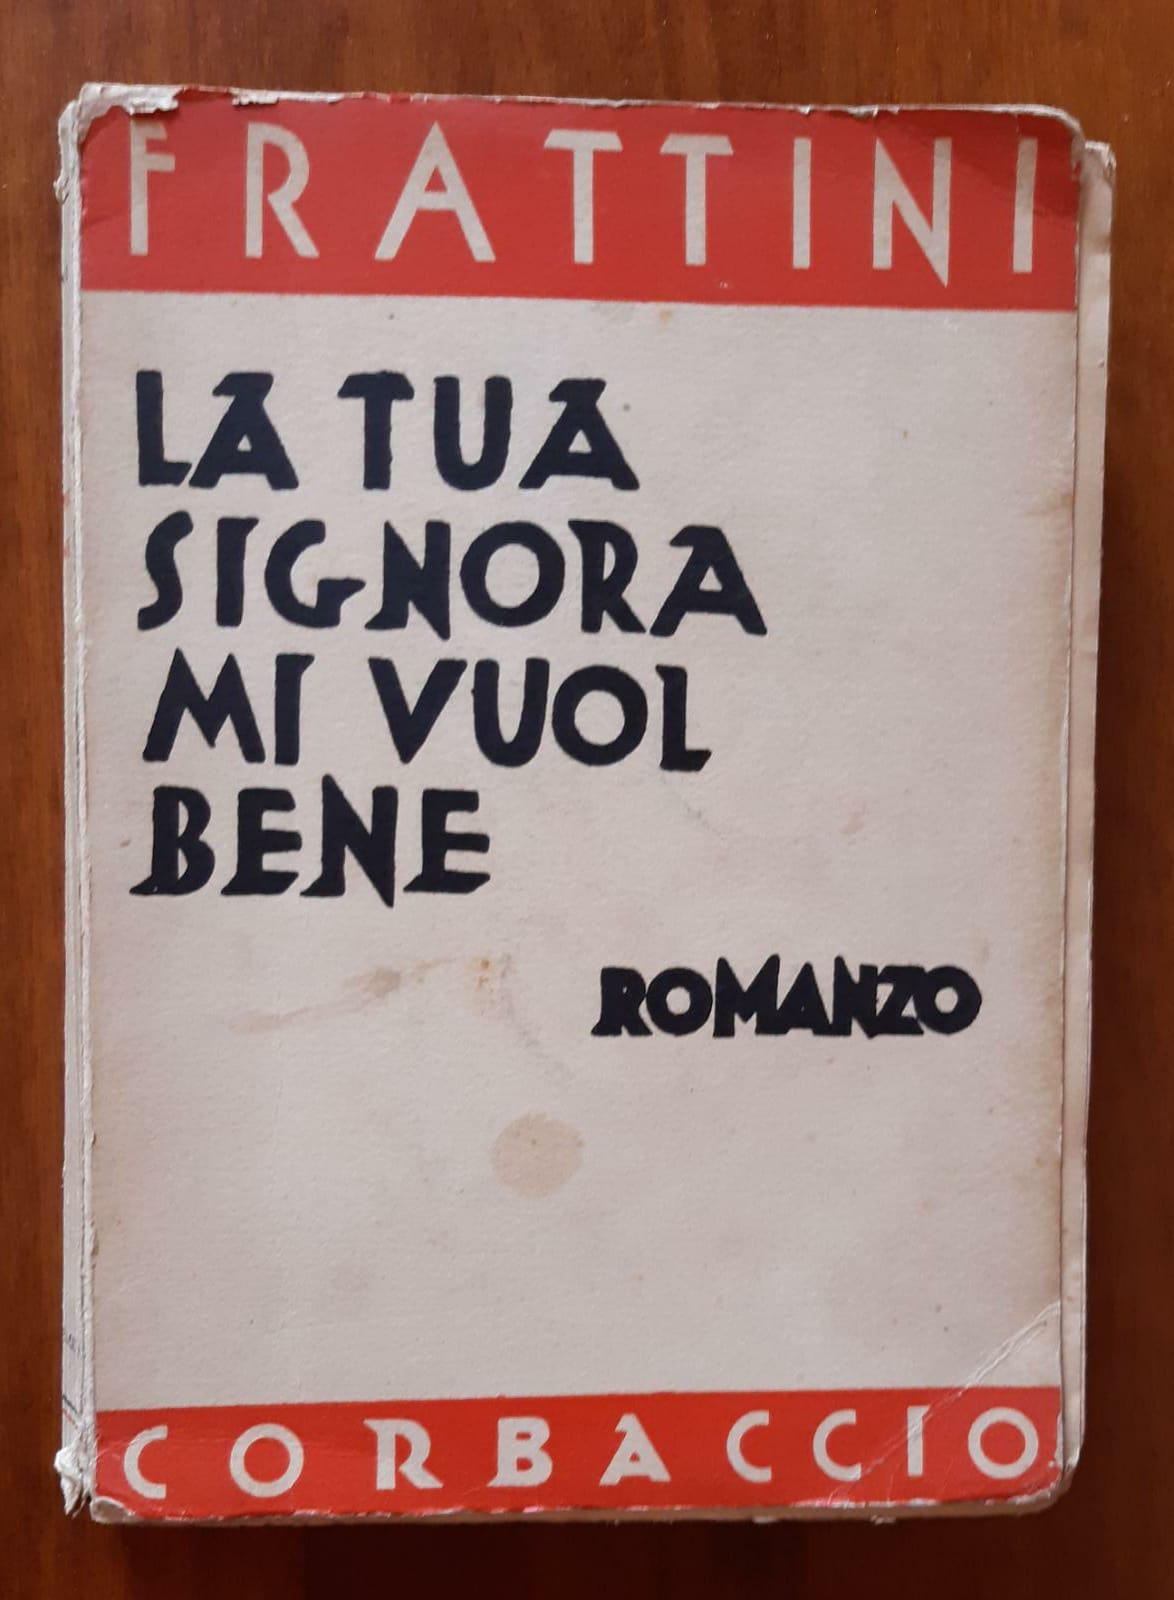 FRATTINI
LA TUA
SIGNORA
MI VUOL
BENE
ROMANZO
CORBACCIO